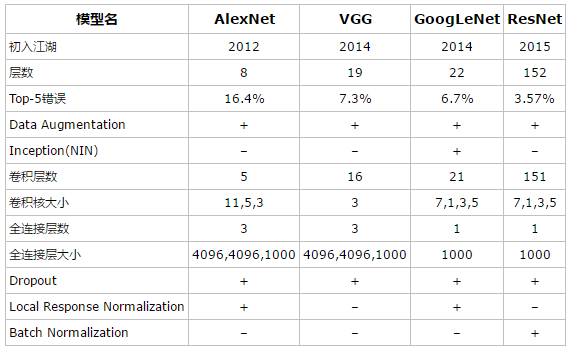 模型名 AlexNet VGG GoogLeNet ResNet
初入江湖 2012 2014 2014 2015
层数 8 19 22 152
Top-5错误 16.4% 7.3% 6.7% 3.57%
Data Augmentation + + + +
Inception(NIN) – – + –
卷积层数 5 16 21 151
卷积核大小 11,5,3 3 7,1,3,5 7,1,3,5
全连接层数 3 3 1 1
全连接层大小 4096,4096,1000 4096,4096,1000 1000 1000
Dropout + + + +
Local Response Normalization + – + –
Batch Normalization – – – +